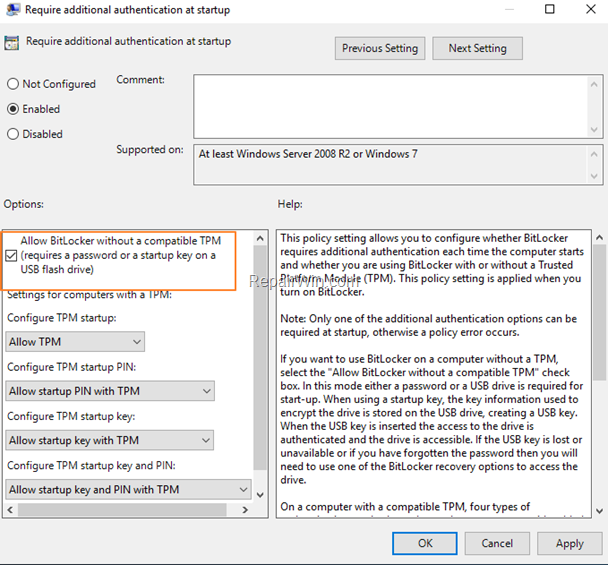 Require additional authentication at startup
Require additional authentication at startup
Previous Setting
Next Setting
Not Configured
Enabled
Disabled
Comment:
Supported on:
At least Windows Server 2008 R2 or Windows 7
Options:
Help:
Allow BitLocker without a compatible TPM
(requires a password or a startup key on a
USB flash drive)
Settings for computers with a TPM:
Configure TPM startup:
Allow TPM
Configure TPM startup PIN:
Allow startup PIN with TPM
Configure TPM startup key:
Allow startup key with TPM
Configure TPM startup key and PIN:
Allow startup key and PIN with TPM
This policy setting allows you to configure whether BitLocker
requires additional authentication each time the computer starts
and whether you are using BitLocker with or without a Trusted
Platform Module (TPM). This policy setting is applied when you
turn on BitLocker.
Note: Only one of the additional authentication options can be
required at startup, otherwise a policy error occurs.
If you want to use BitLocker on a computer without a TPM,
select the "Allow BitLocker without a compatible TPM" check
box. In this mode either a password or a USB drive is required for
start-up. When using a startup key, the key information used to
encrypt the drive is stored on the USB drive, creating a USB key.
When the USB key is inserted the access to the drive is
authenticated and the drive is accessible. If the USB key is lost or
unavailable or if you have forgotten the password then you will
need to use one of the BitLocker recovery options to access the
drive.
On a computer with a compatible TPM, four types of
RepairWin.com
OK
Cancel
Apply